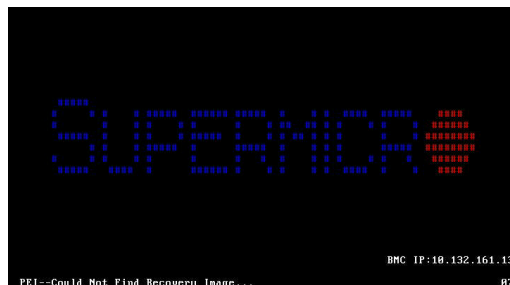 SUPERMICRO
BMC IP:10.132.161.13
PEI--Could Not Find Recovery Image...